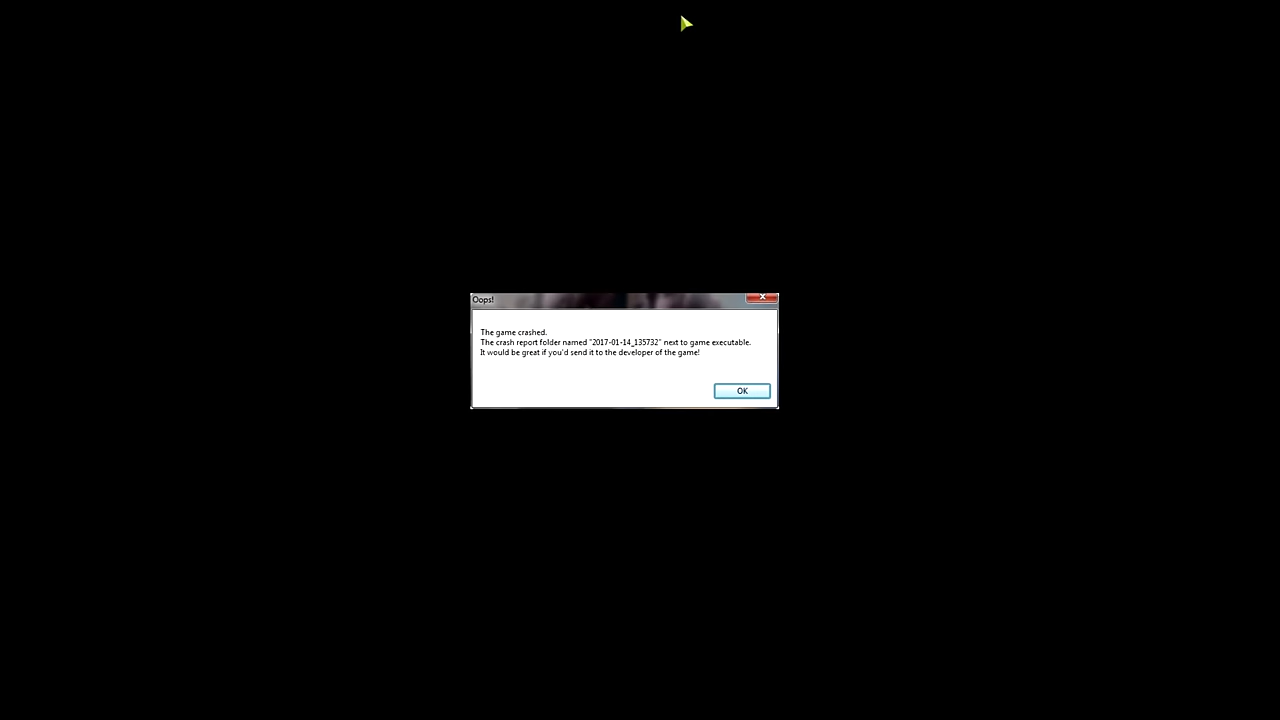 Oops!
The game crashed.
The crash report folder named "2017-01-14_135732" next to game executable.
It would be great if you'd send it to the developer of the game!
OK